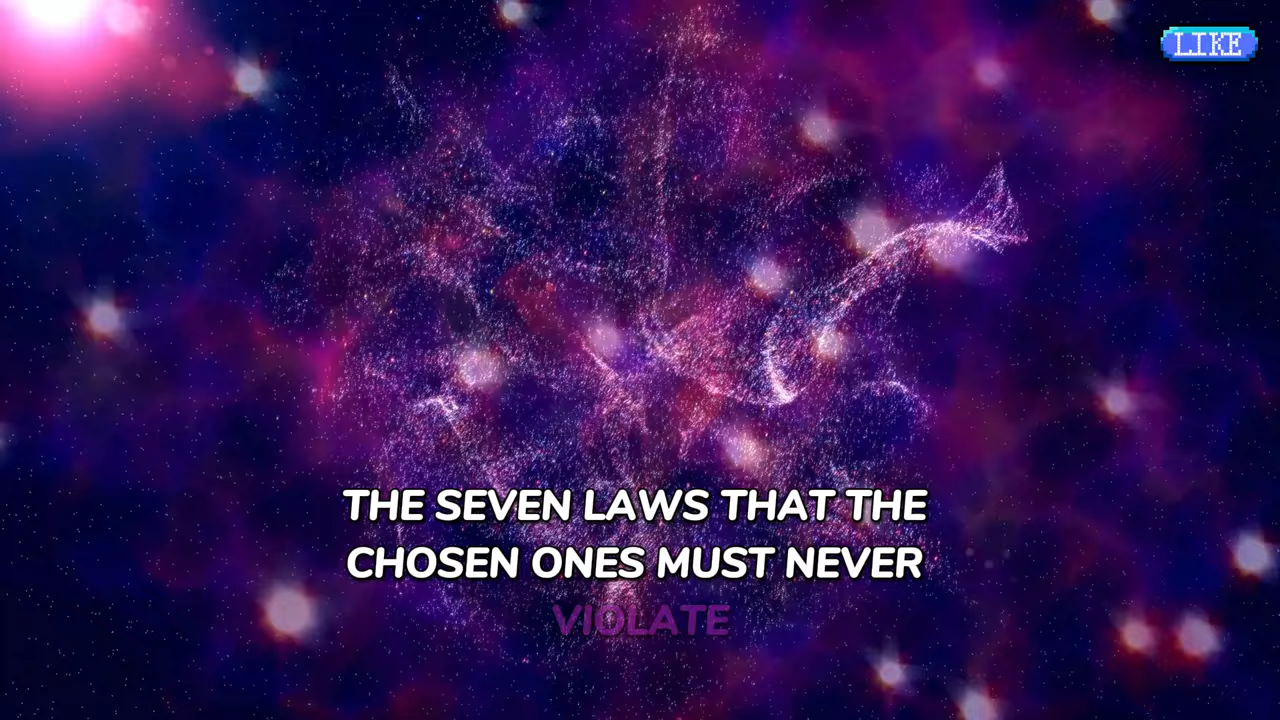 LIKE
THE SEVEN LAWS THAT THE
CHOSEN ONES MUST NEVER
VIOLATE